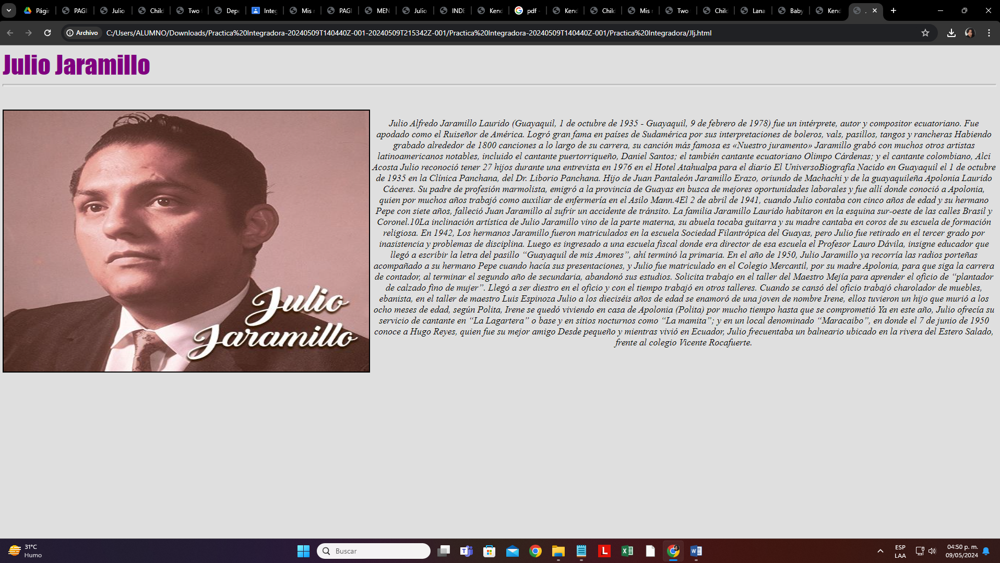 Págin
PAGI
Julio
Child
Two
Depe
Integ
Mis
PAGI
MEN
Julio
INDE
Kend
pdf
Kend
Child
Mis
Two
Child
Lana
Baby
Kend
Archivo
C:/Users/ALUMNO/Downloads/Practica%20Integradora-20240509T140440Z-001-20240509T215342Z-001/Practica%20Integradora-20240509T140440Z-001/Practica%20Integradora/JIj.html
Julio Jaramillo
Julio
Jaramillo
Julio Alfredo Jaramillo Laurido (Guayaquil, 1 de octubre de 1935 - Guayaquil, 9 de febrero de 1978) fue un intérprete, autor y compositor ecuatoriano. Fue
apodado como el Ruiseñor de América. Logró gran fama en países de Sudamérica por sus interpretaciones de boleros, vals, pasillos, tangos y rancheras Habiendo
grabado alrededor de 1800 canciones a lo largo de su carrera, su canción más famosa es «Nuestro juramento» Jaramillo grabó con muchos otros artistas
latinoamericanos notables, incluido el cantante puertorriqueño, Daniel Santos; el también cantante ecuatoriano Olimpo Cárdenas; y el cantante colombiano, Alci
Acosta Julio reconoció tener 27 hijos durante una entrevista en 1976 en el Hotel Atahualpa para el diario El UniversoBiografía Nacido en Guayaquil el 1 de octubre
de 1935 en la Clínica Panchana, del Dr. Liborio Panchana. Hijo de Juan Pantaleón Jaramillo Erazo, oriundo de Machachi y de la guayaquileña Apolonia Laurido
Cáceres. Su padre de profesión marmolista, emigró a la provincia de Guayas en busca de mejores oportunidades laborales y fue allí donde conoció a Apolonia,
quien por muchos años trabajó como auxiliar de enfermería en el Asilo Mann.4El 2 de abril de 1941, cuando Julio contaba con cinco años de edad y su hermano
Pepe con siete años, falleció Juan Jaramillo al sufrir un accidente de tránsito. La familia Jaramillo Laurido habitaron en la esquina sur-oeste de las calles Brasil y
Coronel.10La inclinación artística de Julio Jaramillo vino de la parte materna, su abuela tocaba guitarra y su madre cantaba en coros de su escuela de formación
religiosa. En 1942, Los hermanos Jaramillo fueron matriculados en la escuela Sociedad Filantrópica del Guayas, pero Julio fue retirado en el tercer grado por
inasistencia y problemas de disciplina. Luego es ingresado a una escuela fiscal donde era director de esa escuela el Profesor Lauro Dávila, insigne educador que
llegó a escribir la letra del pasillo “Guayaquil de mis Amores”, ahí terminó la primaria. En el año de 1950, Julio Jaramillo ya recorría las radios porteñas
acompañado a su hermano Pepe cuando hacía sus presentaciones, y Julio fue matriculado en el Colegio Mercantil, por su madre Apolonia, para que siga la carrera
de contador, al terminar el segundo año de secundaria, abandonó sus estudios. Solicita trabajo en el taller del Maestro Mejía para aprender el oficio de “plantador
de calzado fino de mujer”. Llegó a ser diestro en el oficio y con el tiempo trabajó en otros talleres. Cuando se cansó del oficio trabajó charolador de muebles,
ebanista, en el taller de maestro Luis Espinoza Julio a los dieciséis años de edad se enamoró de una joven de nombre Irene, ellos tuvieron un hijo que murió a los
ocho meses de edad, según Polita, Irene se quedó viviendo en casa de Apolonia (Polita) por mucho tiempo hasta que se comprometió Ya en este año, Julio ofrecía su
servicio de cantante en “La Lagartera” o base y en sitios nocturnos como “La mamita”; y en un local denominado “Maracaibo”, en donde el 7 de junio de 1950
conoce a Hugo Reyes, quien fue su mejor amigo Desde pequeño y mientras vivió en Ecuador, Julio frecuentaba un balneario ubicado en la rivera del Estero Salado,
frente al colegio Vicente Rocafuerte.
31°C
Humo
Buscar
ESP
LAA
04:50 p. m.
09/05/2024